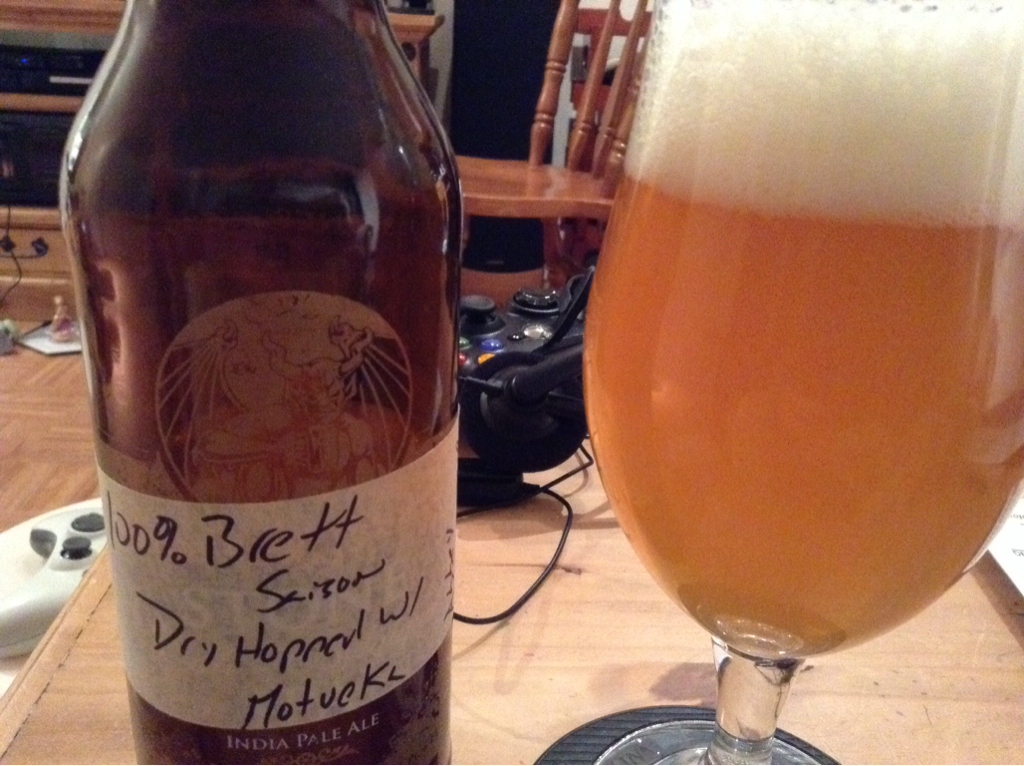 100% Brett
Saison
Dry Hopped w/
Motueka
INDIA PALE ALE